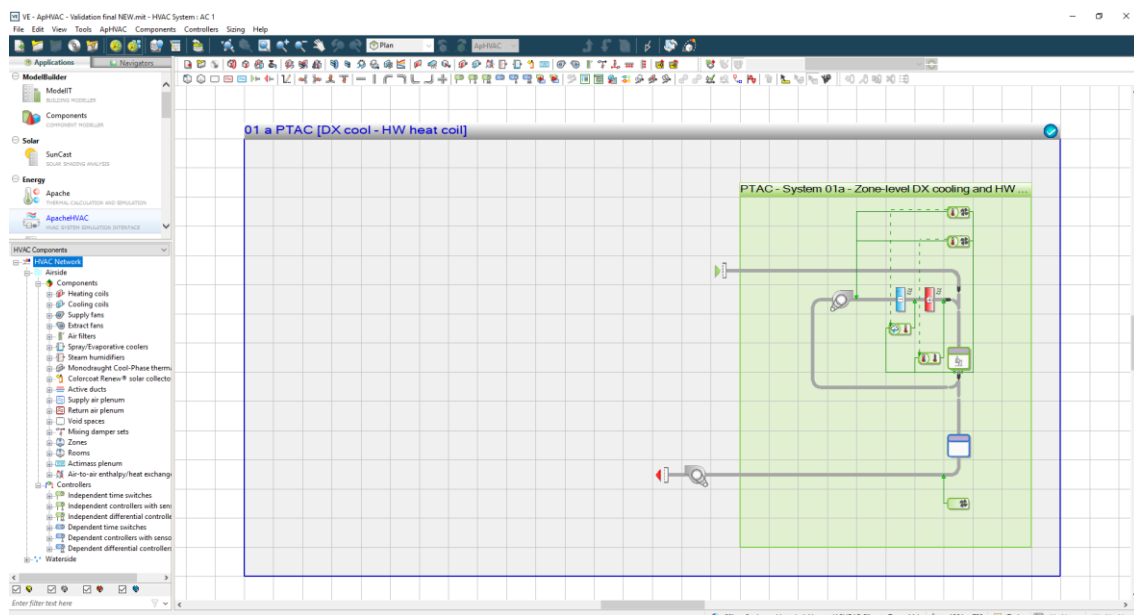 VE - ApHVAC - Validation final NEW.mit - HVAC System : AC 1
File Edit View Tools ApHVAC Components Controllers Sizing Help
Plan
ApHVAC
Applications
Navigators
ModelBuilder
ModelIT
BUILDING MODELLER
Components
COMPONENT MODELLER
Solar
SunCast
SOLAR SHADING ANALYSIS
Energy
Apache
THERMAL CALCULATION AND SIMULATION
ApacheHVAC
HVAC SYSTEM SIMULATION INTERFACE
HVAC Components
HVAC Network
Airside
Components
Heating coils
Cooling coils
Supply fans
Extract fans
Air filters
Spray/Evaporative coolers
Steam humidifiers
Monodraught Cool-Phase therma
Colorcoat Renew® solar collecto
Active ducts
Supply air plenum
Return air plenum
Void spaces
Mixing damper sets
Zones
Rooms
Actimass plenum
Air-to-air enthalpy/heat exchang
Controllers
Independent time switches
Independent controllers with sens
Independent differential controlle
Dependent time switches
Dependent controllers with senso
Dependent differential controllers
Waterside
Enter filter text here
01 a PTAC [DX cool - HW heat coil]
PTAC - System 01a - Zone-level DX cooling and HW ...